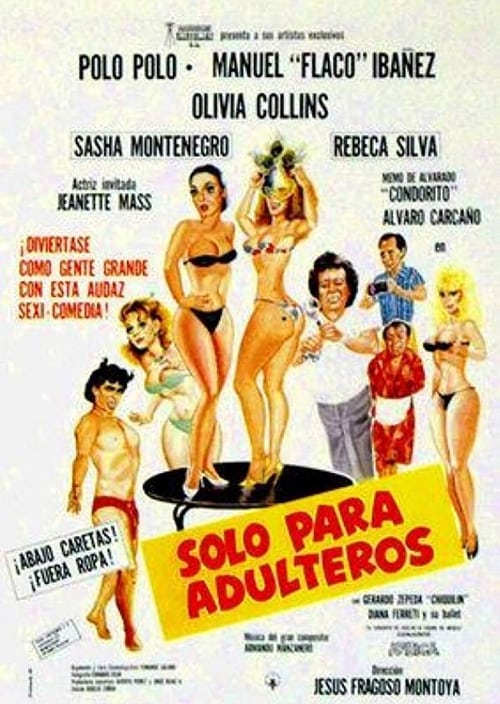 presenta a sus artistas exclusivos
POLO POLO • MANUEL "FLACO" IBAÑEZ
OLIVIA COLLINS
SASHA MONTENEGRO
REBECA SILVA
Actriz invitada
JEANETTE MASS
MEMO DE ALVARADO
"CONDORITO"
ALVARO CARCAÑO
en
¡DIVIERTASE
COMO GENTE GRANDE
CON ESTA AUDAZ
SEXI-COMEDIA!
¡ABAJO CARETAS!
¡FUERA ROPA!
SOLO PARA
ADULTEROS
con GERARDO ZEPEDA "CHIQUILIN"
DIANA FERRETI y su ballet
Música del gran compositor
ARMANDO MANZANERO
Dirección
JESUS FRAGOSO MONTOYA